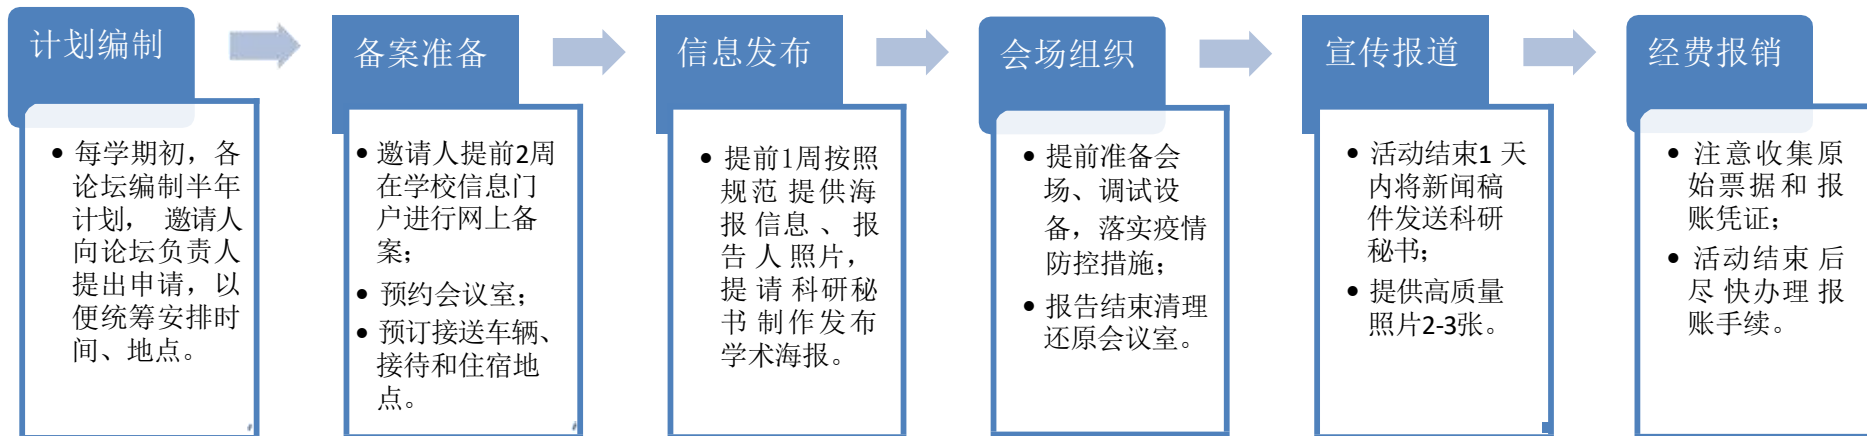 计划编制
每学期初，各
论坛编制半年
计划， 邀请人
向论坛负责人
提出申请，以
便统筹安排时
间、地点。
备案准备
• 邀请人提前2周
在学校信息门
户进行网上备
案；
• 预约会议室；
• 预订接送车辆、
接待和住宿地
点。
信息发布
• 提前1周按照
规范 提供海
报 信息 、 报
告 人 照片，
提 请 科研秘
书 制作发布
学术海报。
会场组织
• 提前准备会
场、调试设
备，落实疫情
防控措施；
• 报告结束清理
还原会议室。
宣传报道
• 活动结束1 天
内将新闻稿
件发送科研
秘书；
• 提供高质量
照片2-3张。
经费报销
• 注意收集原
始票据和 报
账凭证；
• 活动结束 后
尽 快办理 报
账手续。